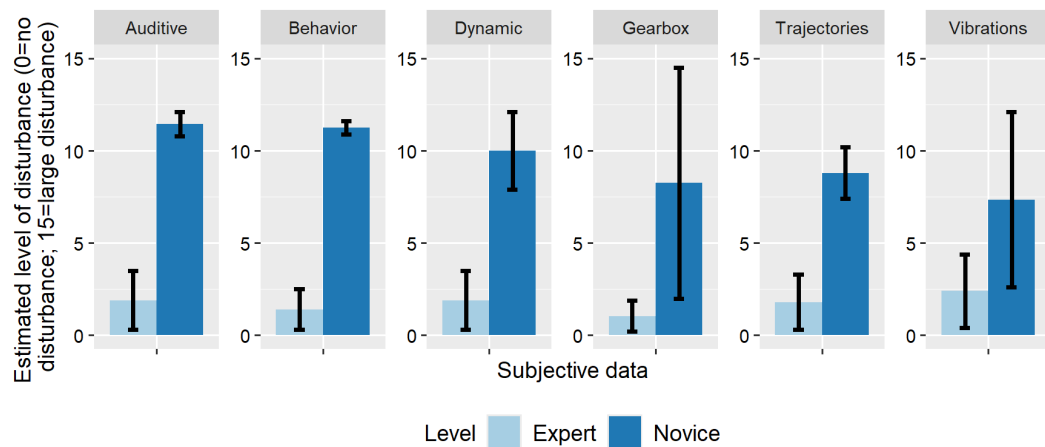 Auditive Behavior Dynamic Gearbox Trajectories Vibrations
Estimated level of disturbance (0=no
disturbance; 15=large disturbance)
15 15 15 15 15 15
10 10 10 10 10 10
5 5 5 5 5 5
0 0 0 0 0 0
Subjective data
Level Expert Novice